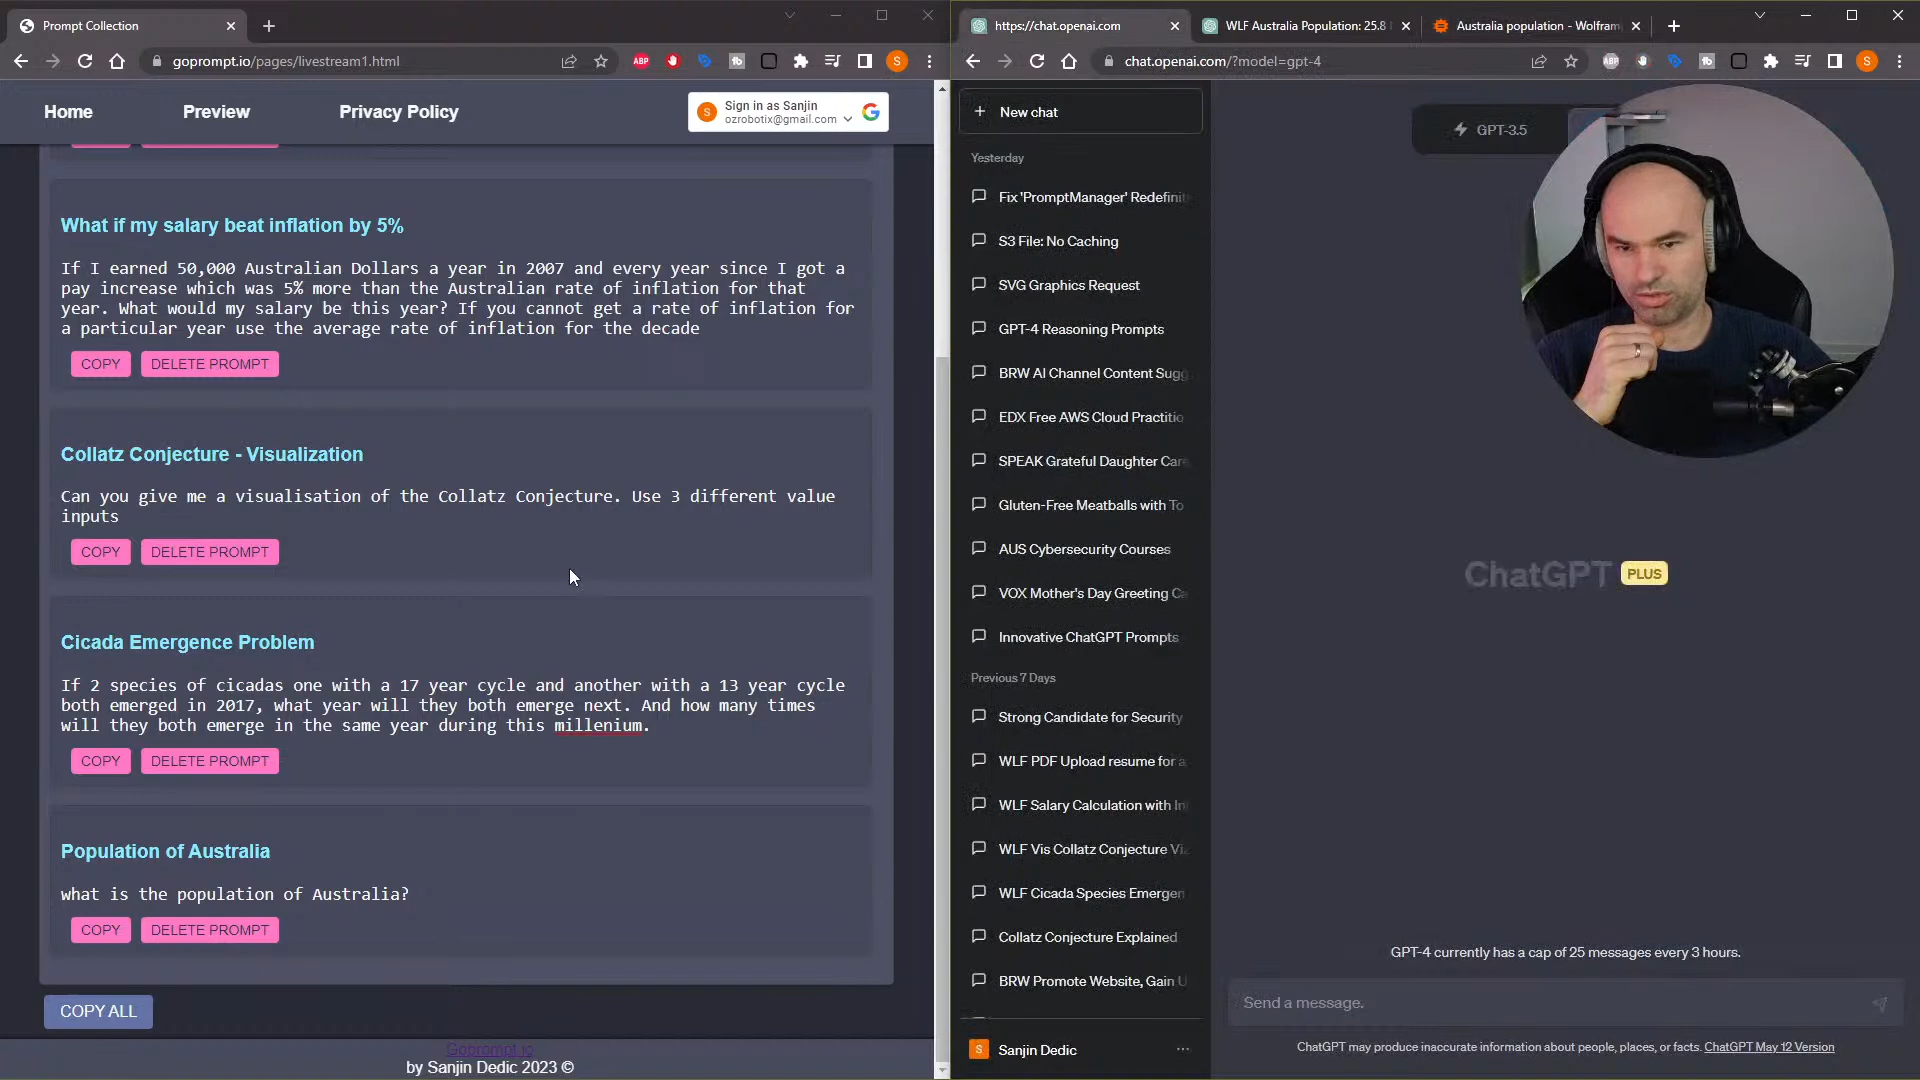 Prompt Collection
goprompt.io/pages/livestream1.html
Home
Preview
Privacy Policy
Sign in as Sanjin
ozrobotix@gmail.com
What if my salary beat inflation by 5%
If I earned 50,000 Australian Dollars a year in 2007 and every year since I got a
pay increase which was 5% more than the Australian rate of inflation for that
year. What would my salary be this year? If you cannot get a rate of inflation for
a particular year use the average rate of inflation for the decade
COPY
DELETE PROMPT
Collatz Conjecture - Visualization
Can you give me a visualisation of the Collatz Conjecture. Use 3 different value
inputs
COPY
DELETE PROMPT
Cicada Emergence Problem
If 2 species of cicadas one with a 17 year cycle and another with a 13 year cycle
both emerged in 2017, what year will they both emerge next. And how many times
will they both emerge in the same year during this millenium.
COPY
DELETE PROMPT
Population of Australia
what is the population of Australia?
COPY
DELETE PROMPT
COPY ALL
Goprompt.io
by Sanjin Dedic 2023 ©
https://chat.openai.com
WLF Australia Population: 25.8
Australia population - Wolfram
chat.openai.com/?model=gpt-4
New chat
Yesterday
Fix 'PromptManager' Redefinit
S3 File: No Caching
SVG Graphics Request
GPT-4 Reasoning Prompts
BRW AI Channel Content Sugg
EDX Free AWS Cloud Practitio
SPEAK Grateful Daughter Car
Gluten-Free Meatballs with To
AUS Cybersecurity Courses
VOX Mother's Day Greeting Ca
Innovative ChatGPT Prompts
Previous 7 Days
Strong Candidate for Security
WLF PDF Upload resume for a
WLF Salary Calculation with In
WLF Vis Collatz Conjecture Vi
WLF Cicada Species Emergen
Collatz Conjecture Explained
BRW Promote Website, Gain U
Sanjin Dedic
GPT-3.5
ChatGPT PLUS
GPT-4 currently has a cap of 25 messages every 3 hours.
Send a message.
ChatGPT may produce inaccurate information about people, places, or facts. ChatGPT May 12 Version